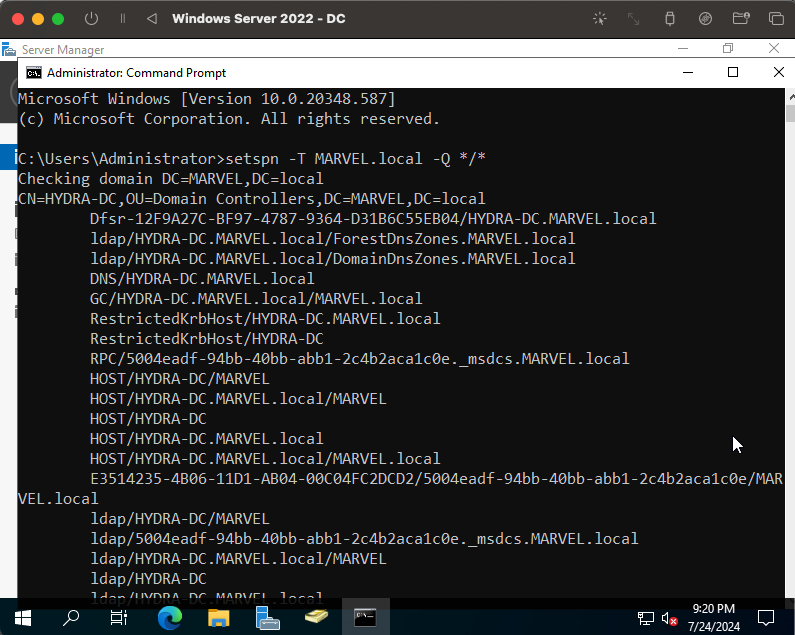 Windows Server 2022 - DC
Server Manager
Administrator: Command Prompt
Microsoft Windows [Version 10.0.20348.587]
(c) Microsoft Corporation. All rights reserved.
C:\Users\Administrator>setspn -T MARVEL.local -Q */*
Checking domain DC=MARVEL,DC=local
CN=HYDRA-DC,OU=Domain Controllers,DC=MARVEL,DC=local
Dfsr-12F9A27C-BF97-4787-9364-D31B6C55EB04/HYDRA-DC.MARVEL.local
ldap/HYDRA-DC.MARVEL.local/ForestDnsZones.MARVEL.local
ldap/HYDRA-DC.MARVEL.local/DomainDnsZones.MARVEL.local
DNS/HYDRA-DC.MARVEL.local
GC/HYDRA-DC.MARVEL.local/MARVEL.local
RestrictedKrbHost/HYDRA-DC.MARVEL.local
RestrictedKrbHost/HYDRA-DC
RPC/5004eadf-94bb-40bb-abb1-2c4b2aca1c0e._msdcs.MARVEL.local
HOST/HYDRA-DC/MARVEL
HOST/HYDRA-DC.MARVEL.local/MARVEL
HOST/HYDRA-DC
HOST/HYDRA-DC.MARVEL.local
HOST/HYDRA-DC.MARVEL.local/MARVEL.local
E3514235-4B06-11D1-AB04-00C04FC2DCD2/5004eadf-94bb-40bb-abb1-2c4b2aca1c0e/MAR
VEL.local
ldap/HYDRA-DC/MARVEL
ldap/5004eadf-94bb-40bb-abb1-2c4b2aca1c0e._msdcs.MARVEL.local
ldap/HYDRA-DC.MARVEL.local/MARVEL
ldap/HYDRA-DC
ldap/HYDRA-DC.MARVEL.local
9:20 PM
7/24/2024